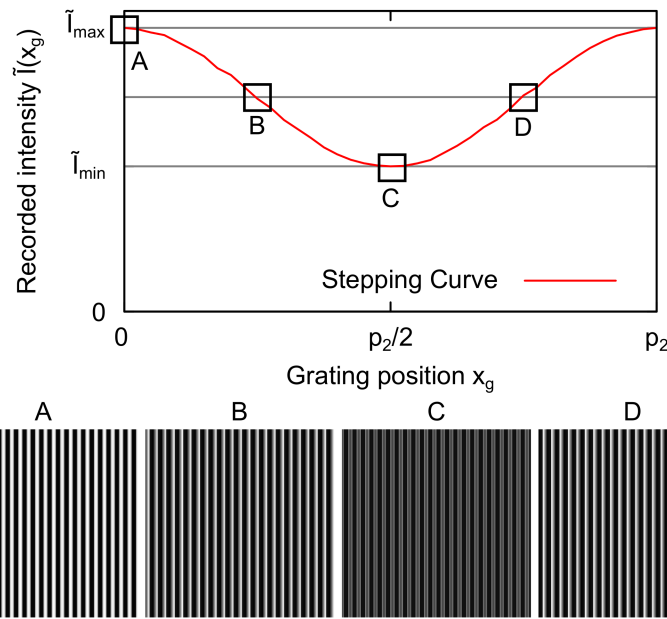 Ĩmax
A
Recorded intensity Ĩ(xg)
B
D
Ĩmin
C
Stepping Curve
0
0
p2/2
p2
Grating position xg
A
B
C
D